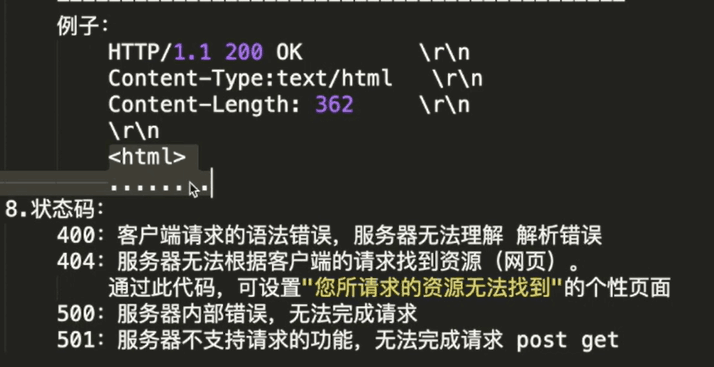 例子：
HTTP/1.1 200 OK \r\n
Content-Type:text/html \r\n
Content-Length: 362 \r\n
\r\n
<html>
........
8.状态码：
400：客户端请求的语法错误，服务器无法理解 解析错误
404：服务器无法根据客户端的请求找到资源（网页）。
通过此代码，可设置"您所请求的资源无法找到"的个性页面
500：服务器内部错误，无法完成请求
501：服务器不支持请求的功能，无法完成请求 post get